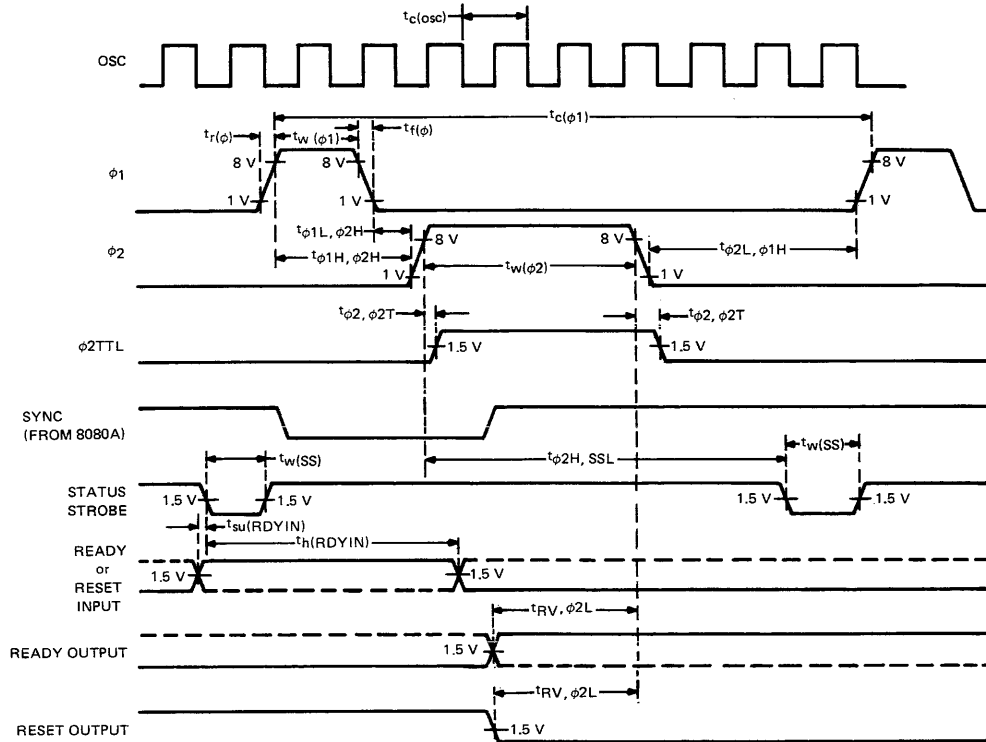 tc(osc)
OSC
tc(ϕ1)
tr(ϕ) tw(ϕ1) tf(ϕ)
8 V 8 V 8 V
ϕ1
1 V 1 V 1 V
tϕ1L, ϕ2H
8 V 8 V tϕ2L, ϕ1H
ϕ2
tϕ1H, ϕ2H tw(ϕ2)
1 V 1 V
tϕ2, ϕ2T tϕ2, ϕ2T
ϕ2TTL 1.5 V 1.5 V
SYNC
(FROM 8080A)
tw(SS) tϕ2H, SSL tw(SS)
STATUS
STROBE
1.5 V 1.5 V 1.5 V 1.5 V
tsu(RDYIN)
th(RDYIN)
READY
or
RESET
INPUT
1.5 V 1.5 V
tRV, ϕ2L
READY OUTPUT 1.5 V
tRV, ϕ2L
RESET OUTPUT 1.5 V